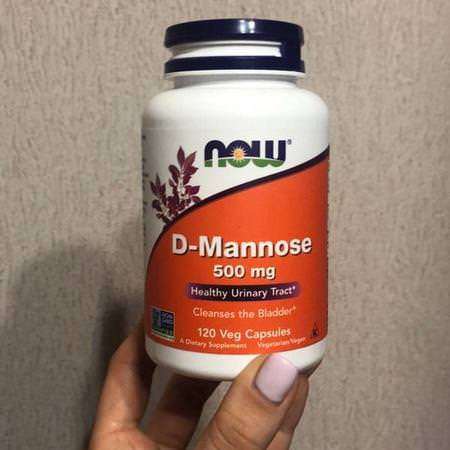 NOW®
D-Mannose
500 mg
Healthy Urinary Tract*
Cleanses the Bladder*
120 Veg Capsules
A Dietary Supplement Vegetarian/Vegan